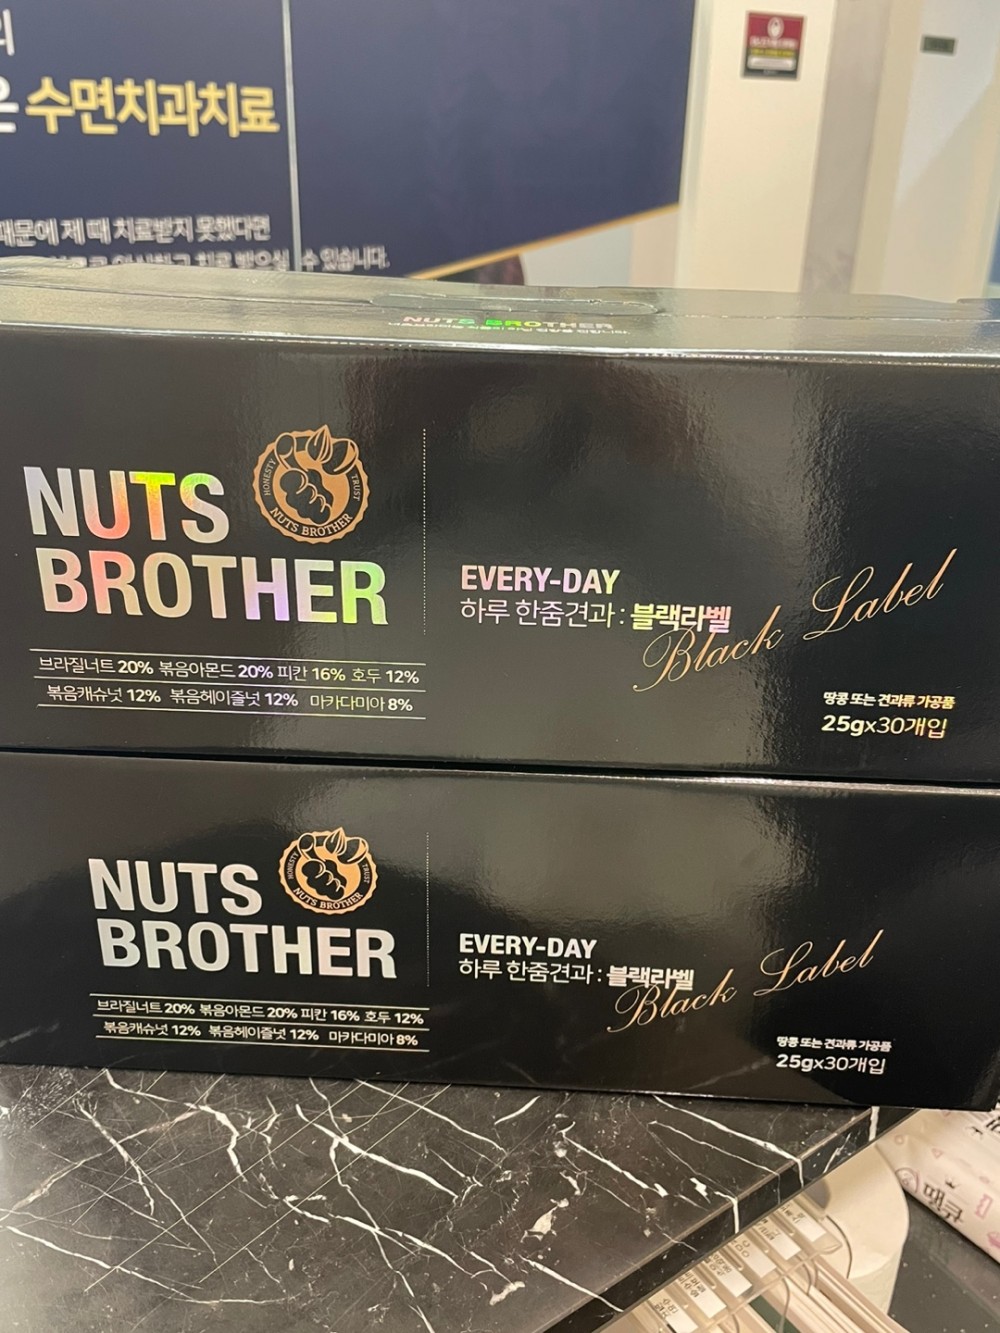 수면치과치료
때문에 제 때 치료받지 못했다면
수 있습니다.
NUTS BROTHER
NUTS
BROTHER
HONESTY
TRUST
NUTS BROTHER
브라질너트 20% 볶음아몬드 20% 피칸 16% 호두 12%
볶음캐슈넛 12% 볶음헤이즐넛 12% 마카다미아 8%
EVERY-DAY
하루 한줌견과 : 블랙라벨
Black Label
땅콩 또는 견과류 가공품
25gx30개입
NUTS
BROTHER
HONESTY
TRUST
NUTS BROTHER
브라질너트 20% 볶음아몬드 20% 피칸 16% 호두 12%
볶음캐슈넛 12% 볶음헤이즐넛 12% 마카다미아 8%
EVERY-DAY
하루 한줌견과 : 블랙라벨
Black Label
땅콩 또는 견과류 가공품
25gx30개입